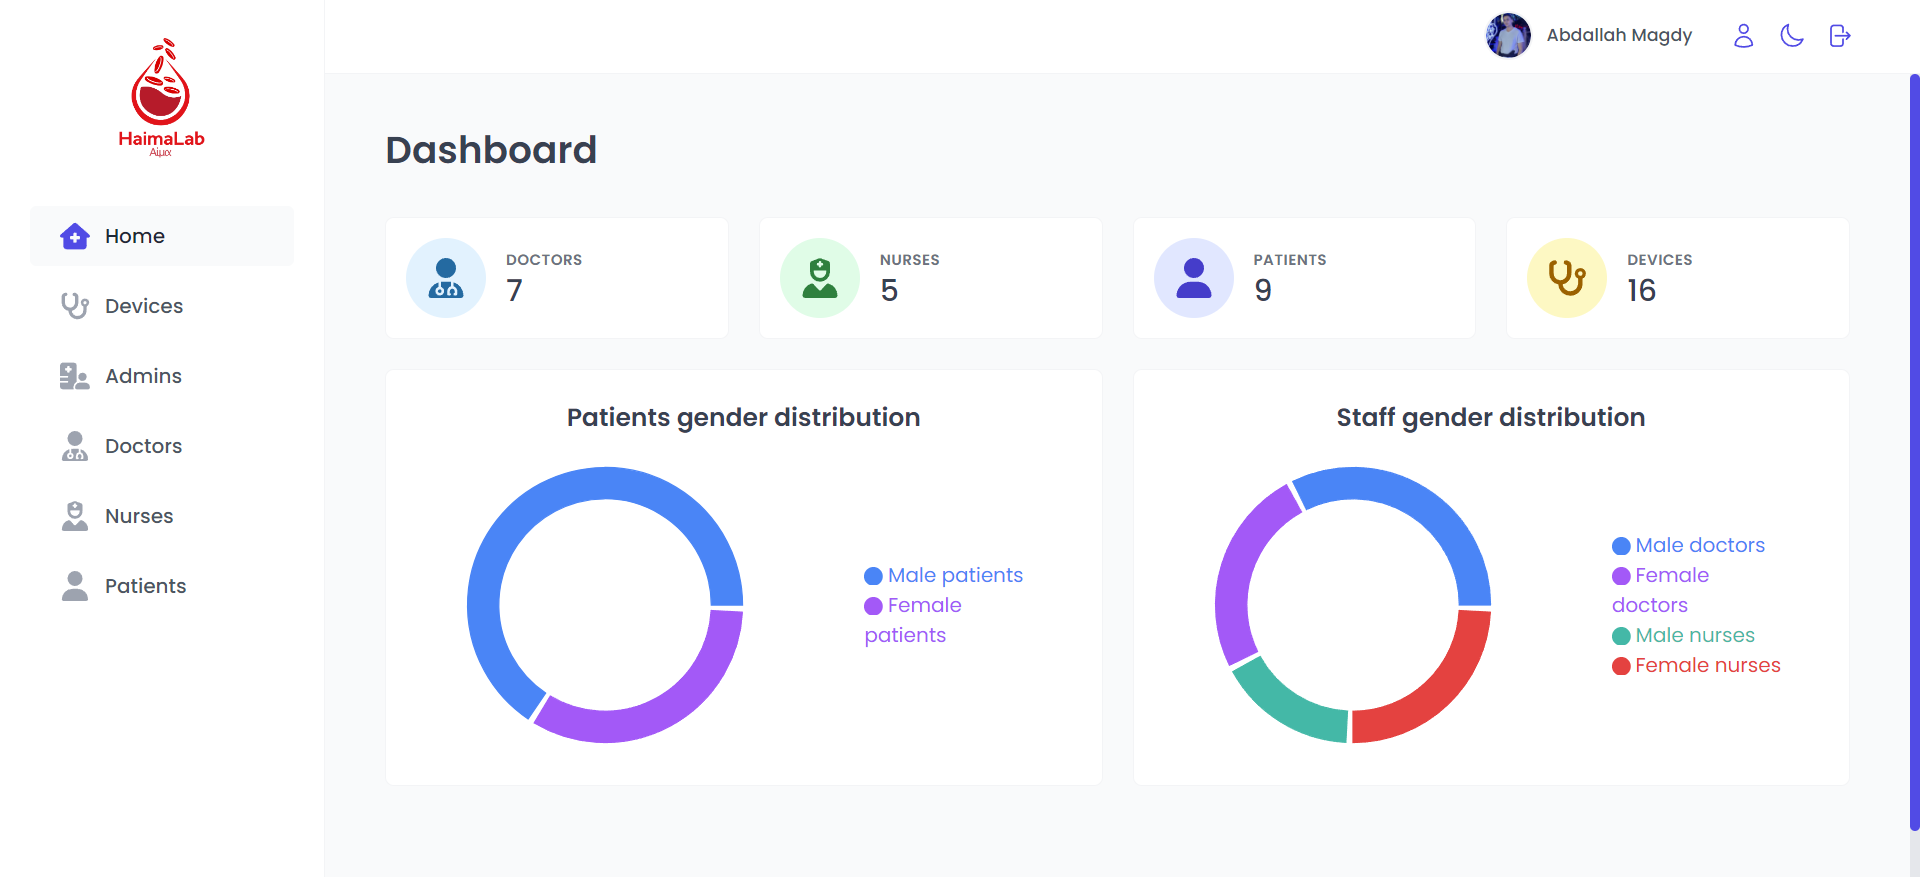 HaimaLab
Αίμα
Home
Devices
Admins
Doctors
Nurses
Patients
Abdallah Magdy
Dashboard
DOCTORS
7
NURSES
5
PATIENTS
9
DEVICES
16
Patients gender distribution
Male patients
Female
patients
Staff gender distribution
Male doctors
Female
doctors
Male nurses
Female nurses